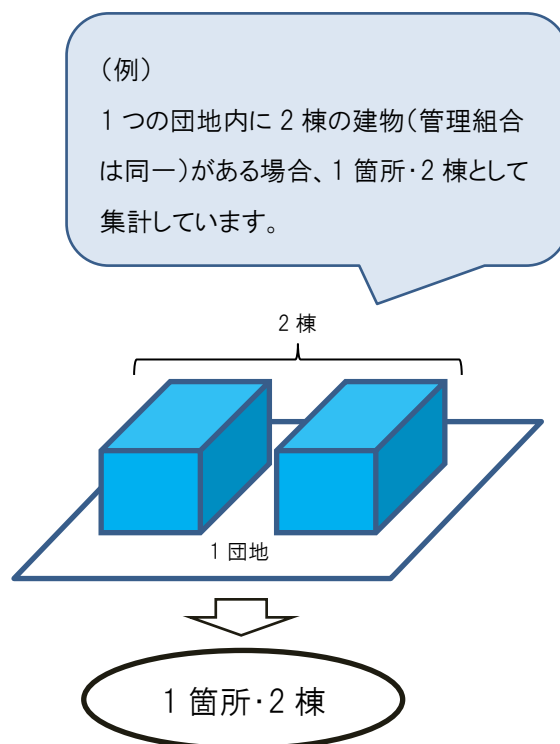 （例）
1 つの団地内に 2 棟の建物（管理組合
は同一）がある場合、1 箇所･2 棟として
集計しています。
2 棟
1 団地
1 箇所･2 棟